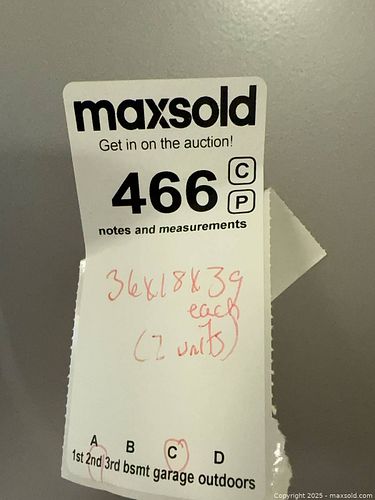 maxsold
Get in on the auction!
466 C
P
notes and measurements
36x18x39
each
(2 units)
A B C D
1st 2nd 3rd bsmt garage outdoors
Copyright 2025 - maxsold.com